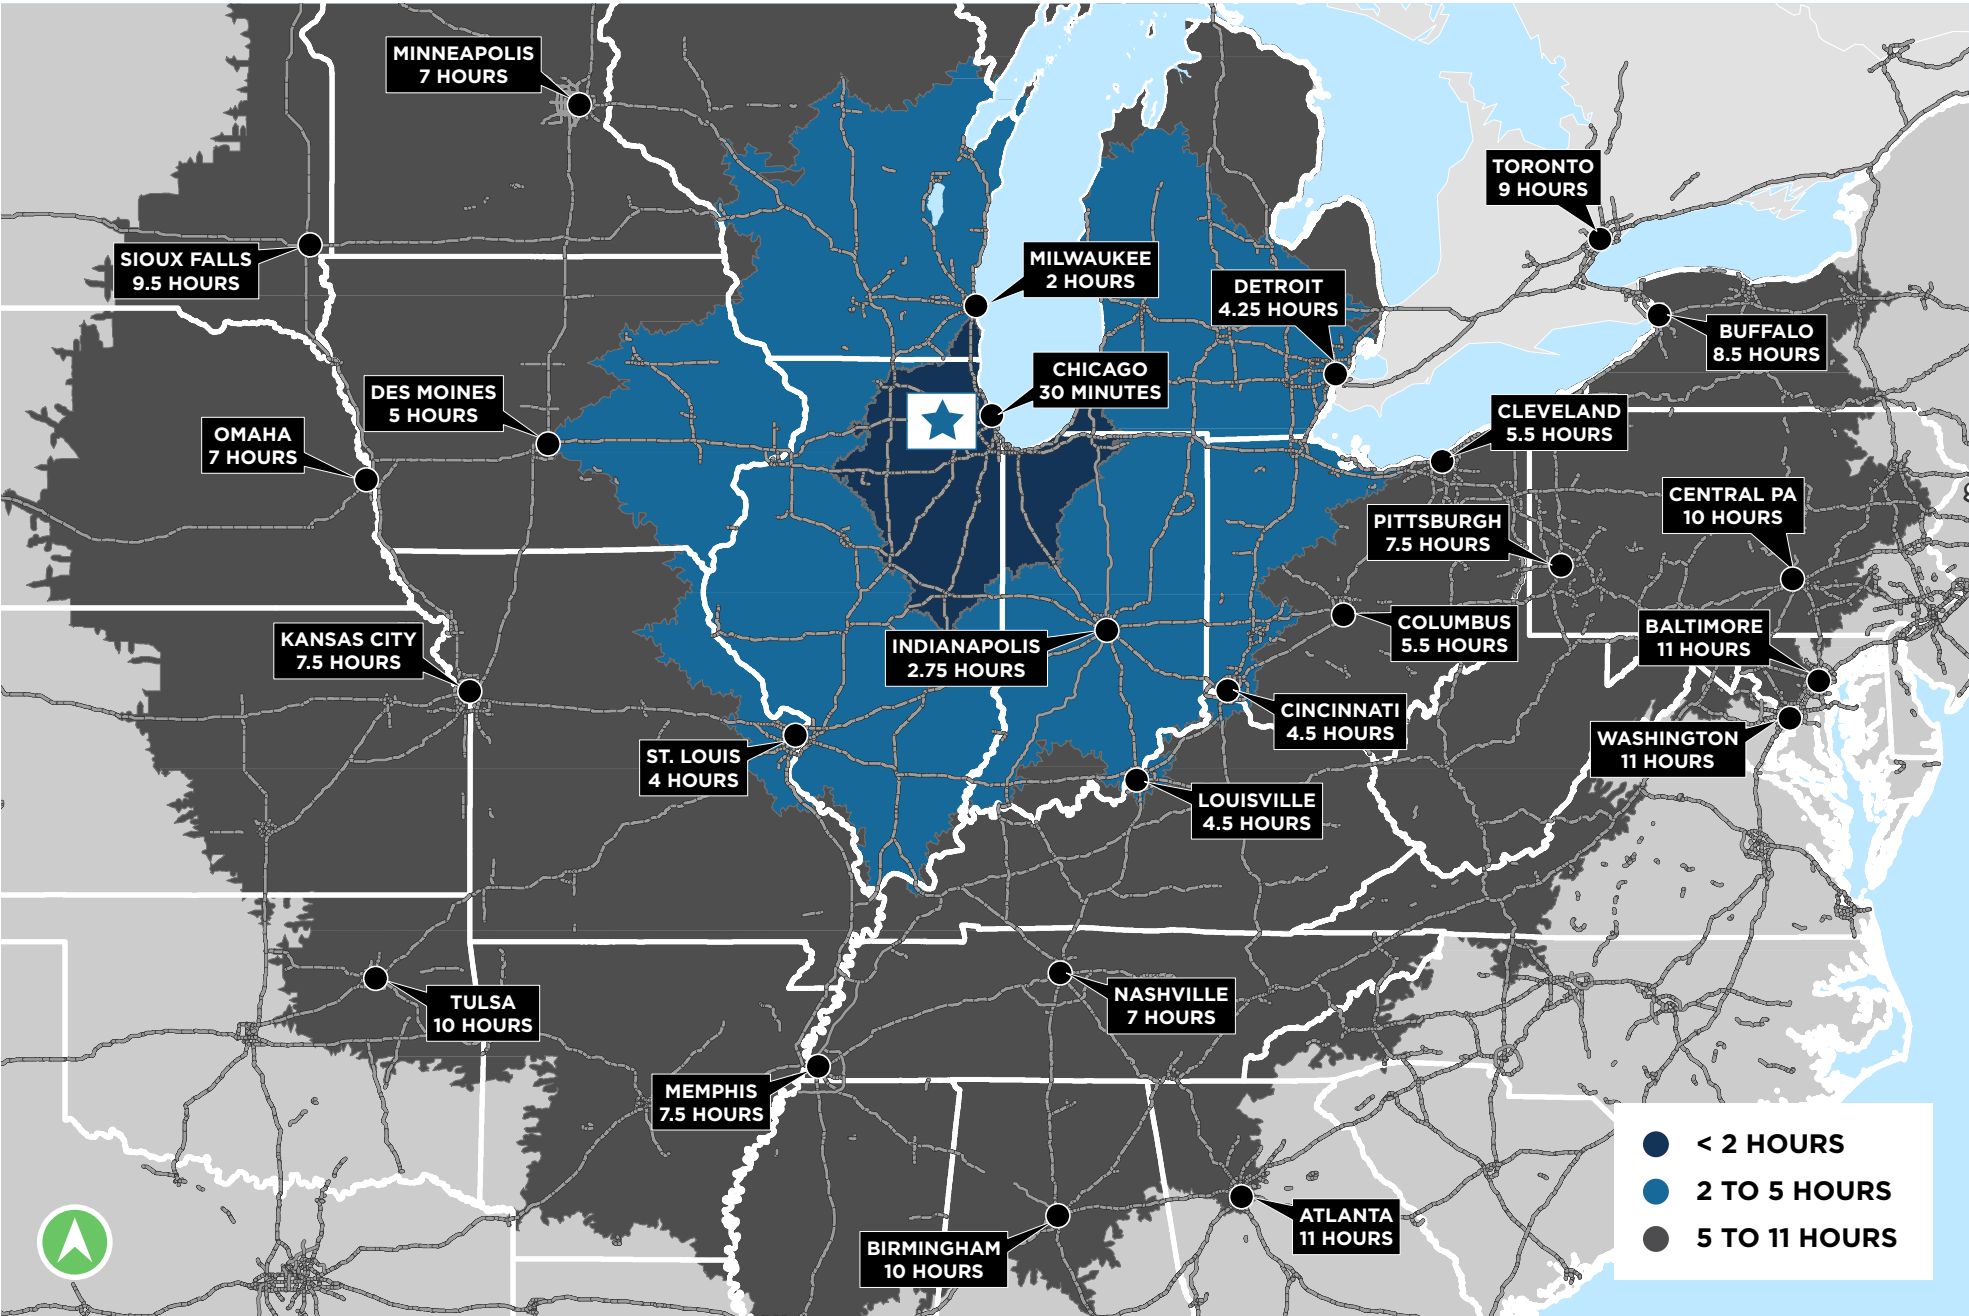 MINNEAPOLIS
7 HOURS
TORONTO
9 HOURS
SIOUX FALLS
9.5 HOURS
MILWAUKEE
2 HOURS
DETROIT
4.25 HOURS
BUFFALO
8.5 HOURS
CHICAGO
30 MINUTES
DES MOINES
5 HOURS
CLEVELAND
5.5 HOURS
OMAHA
7 HOURS
CENTRAL PA
10 HOURS
PITTSBURGH
7.5 HOURS
COLUMBUS
5.5 HOURS
BALTIMORE
11 HOURS
KANSAS CITY
7.5 HOURS
INDIANAPOLIS
2.75 HOURS
CINCINNATI
4.5 HOURS
WASHINGTON
11 HOURS
ST. LOUIS
4 HOURS
LOUISVILLE
4.5 HOURS
NASHVILLE
7 HOURS
TULSA
10 HOURS
MEMPHIS
7.5 HOURS
ATLANTA
11 HOURS
BIRMINGHAM
10 HOURS
< 2 HOURS
2 TO 5 HOURS
5 TO 11 HOURS